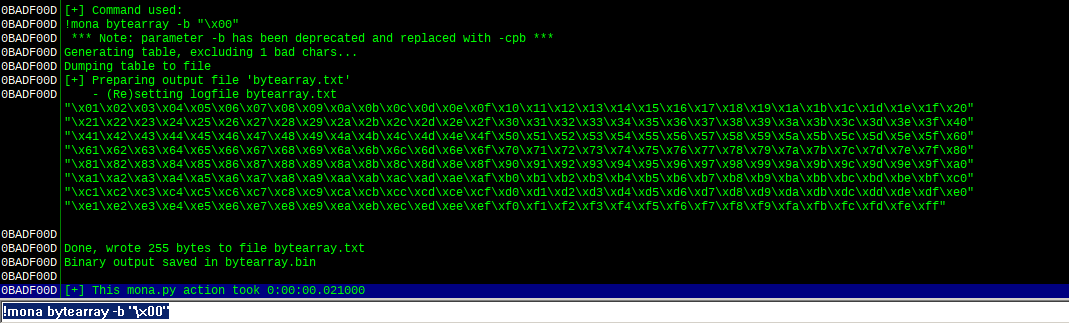 0BADF00D [+] Command used:
0BADF00D !mona bytearray -b "\x00"
0BADF00D  *** Note: parameter -b has been deprecated and replaced with -cpb ***
0BADF00D Generating table, excluding 1 bad chars...
0BADF00D Dumping table to file
0BADF00D [+] Preparing output file 'bytearray.txt'
0BADF00D     - (Re)setting logfile bytearray.txt
"\x01\x02\x03\x04\x05\x06\x07\x08\x09\x0a\x0b\x0c\x0d\x0e\x0f\x10\x11\x12\x13\x14\x15\x16\x17\x18\x19\x1a\x1b\x1c\x1d\x1e\x1f\x20"
"\x21\x22\x23\x24\x25\x26\x27\x28\x29\x2a\x2b\x2c\x2d\x2e\x2f\x30\x31\x32\x33\x34\x35\x36\x37\x38\x39\x3a\x3b\x3c\x3d\x3e\x3f\x40"
"\x41\x42\x43\x44\x45\x46\x47\x48\x49\x4a\x4b\x4c\x4d\x4e\x4f\x50\x51\x52\x53\x54\x55\x56\x57\x58\x59\x5a\x5b\x5c\x5d\x5e\x5f\x60"
"\x61\x62\x63\x64\x65\x66\x67\x68\x69\x6a\x6b\x6c\x6d\x6e\x6f\x70\x71\x72\x73\x74\x75\x76\x77\x78\x79\x7a\x7b\x7c\x7d\x7e\x7f\x80"
"\x81\x82\x83\x84\x85\x86\x87\x88\x89\x8a\x8b\x8c\x8d\x8e\x8f\x90\x91\x92\x93\x94\x95\x96\x97\x98\x99\x9a\x9b\x9c\x9d\x9e\x9f\xa0"
"\xa1\xa2\xa3\xa4\xa5\xa6\xa7\xa8\xa9\xaa\xab\xac\xad\xae\xaf\xb0\xb1\xb2\xb3\xb4\xb5\xb6\xb7\xb8\xb9\xba\xbb\xbc\xbd\xbe\xbf\xc0"
"\xc1\xc2\xc3\xc4\xc5\xc6\xc7\xc8\xc9\xca\xcb\xcc\xcd\xce\xcf\xd0\xd1\xd2\xd3\xd4\xd5\xd6\xd7\xd8\xd9\xda\xdb\xdc\xdd\xde\xdf\xe0"
"\xe1\xe2\xe3\xe4\xe5\xe6\xe7\xe8\xe9\xea\xeb\xec\xed\xee\xef\xf0\xf1\xf2\xf3\xf4\xf5\xf6\xf7\xf8\xf9\xfa\xfb\xfc\xfd\xfe\xff"
0BADF00D
0BADF00D Done, wrote 255 bytes to file bytearray.txt
0BADF00D Binary output saved in bytearray.bin
0BADF00D
0BADF00D [+] This mona.py action took 0:00:00.021000
!mona bytearray -b "\x00"